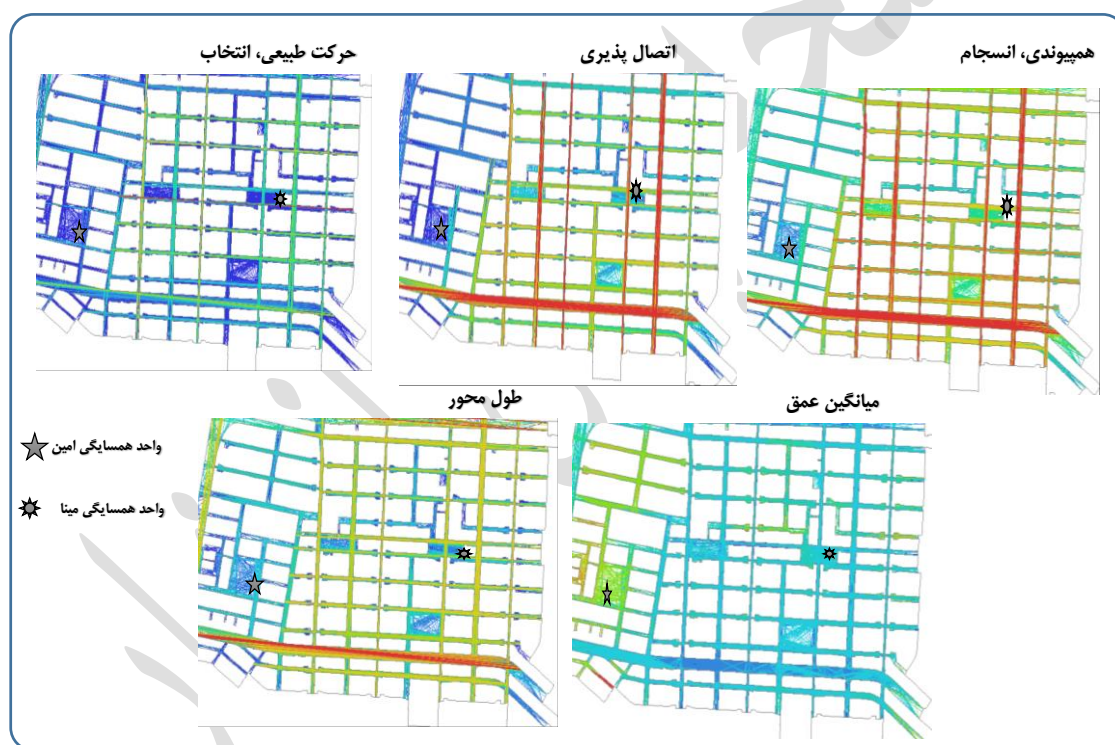 همپیوندی، انسجام
اتصال پذیری
حرکت طبیعی، انتخاب
میانگین عمق
طول محور
واحد همسایگی امین
واحد همسایگی مینا